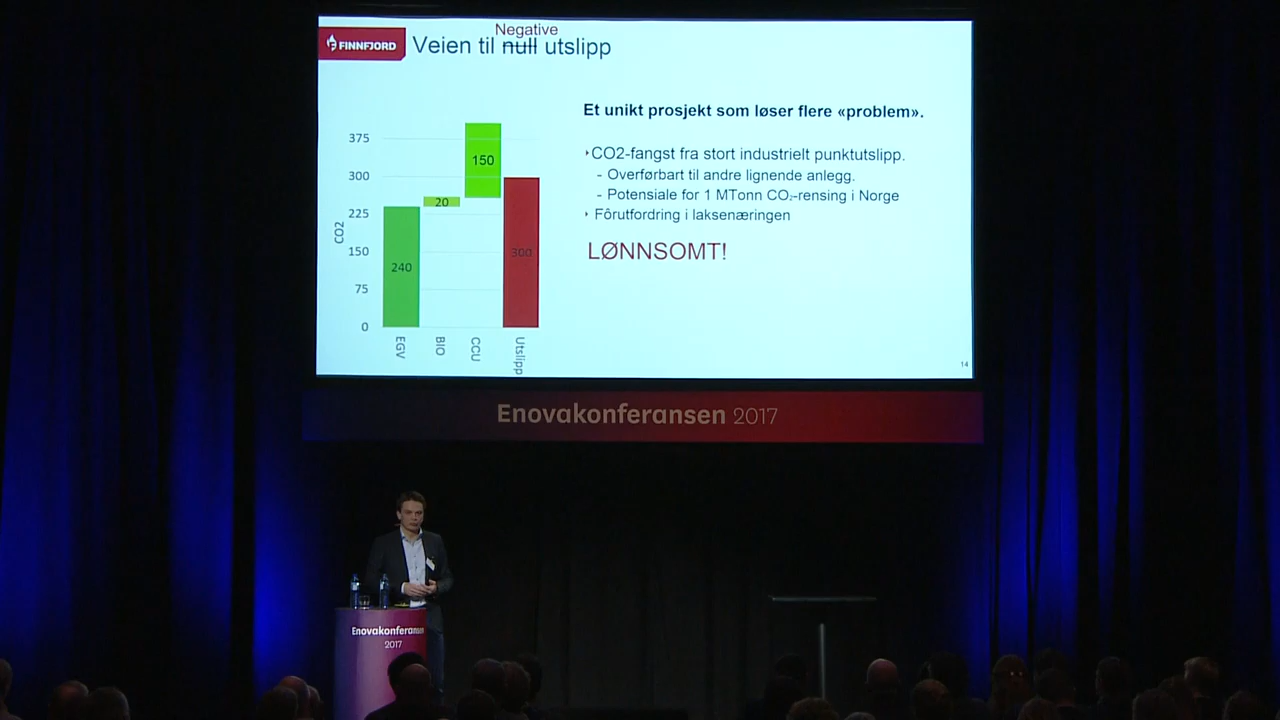 FINNFJORD
Negative
Veien til null utslipp
Et unikt prosjekt som løser flere «problem».
CO2-fangst fra stort industrielt punktutslipp.
- Overførbart til andre lignende anlegg.
- Potensiale for 1 MTonn CO₂-rensing i Norge
Fôrutfordring i laksenæringen
LØNNSOMT!
375
300
225
150
75
0
CO2
240
20
150
300
EGV
BIO
CCU
Utslipp
14
Enovakonferansen 2017
Enovakonferansen
2017